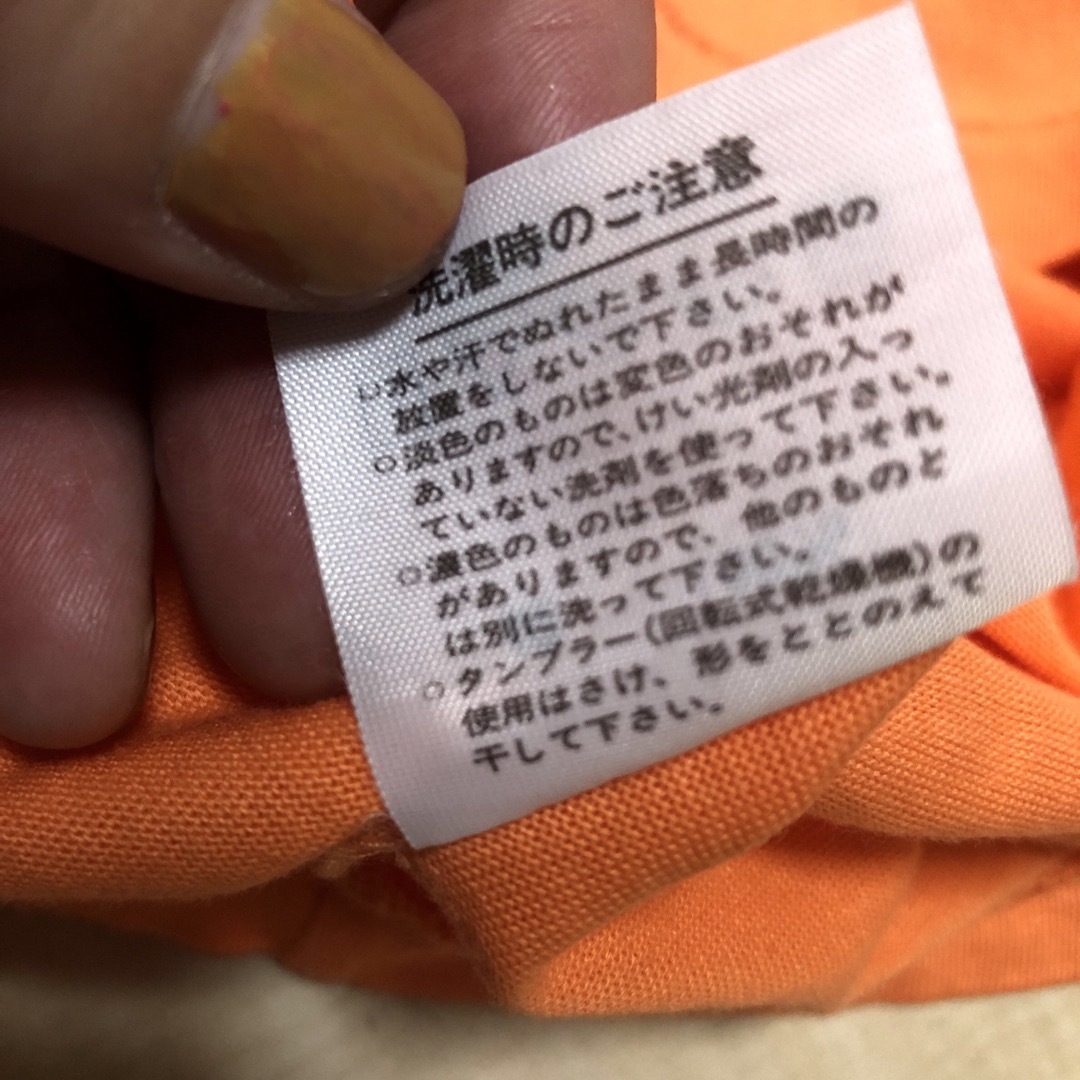 洗濯時のご注意
○水や汗でぬれたまま長時間の
放置をしないで下さい。
○淡色のものは変色のおそれが
ありますので、けい光剤の入っ
ていない洗剤を使って下さい。
○濃色のものは色落ちのおそれ
がありますので、他のものと
は別に洗って下さい。
○タンブラー(回転式乾燥機)の
使用はさけ、形をととのえて
干して下さい。